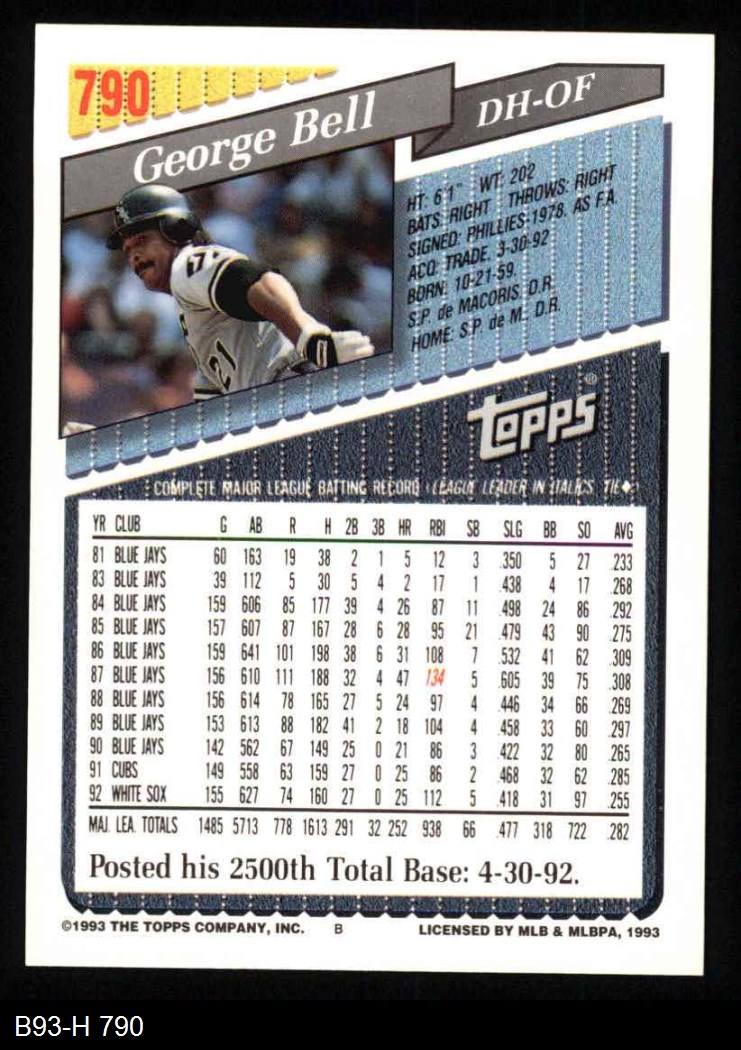 790
George Bell
DH-OF
HT: 6'1" WT: 202
BATS: RIGHT THROWS: RIGHT
SIGNED: PHILLIES-1978, AS F.A.
ACQ: TRADE, 3-30-92
BORN: 10-21-59,
S.P. de MACORIS, D.R.
HOME: S.P. de M., D.R.
21
topps®
COMPLETE MAJOR LEAGUE BATTING RECORD (LEAGUE LEADER IN ITALICS, TIE◆)
YR CLUB G AB R H 2B 3B HR RBI SB SLG BB SO AVG
81 BLUE JAYS 60 163 19 38 2 1 5 12 3 .350 5 27 .233
83 BLUE JAYS 39 112 5 30 5 4 2 17 1 .438 4 17 .268
84 BLUE JAYS 159 606 85 177 39 4 26 87 11 .498 24 86 .292
85 BLUE JAYS 157 607 87 167 28 6 28 95 21 .479 43 90 .275
86 BLUE JAYS 159 641 101 198 38 6 31 108 7 .532 41 62 .309
87 BLUE JAYS 156 610 111 188 32 4 47 134 5 .605 39 75 .308
88 BLUE JAYS 156 614 78 165 27 5 24 97 4 .446 34 66 .269
89 BLUE JAYS 153 613 88 182 41 2 18 104 4 .458 33 60 .297
90 BLUE JAYS 142 562 67 149 25 0 21 86 3 .422 32 80 .265
91 CUBS 149 558 63 159 27 0 25 86 2 .468 32 62 .285
92 WHITE SOX 155 627 74 160 27 0 25 112 5 .418 31 97 .255
MAJ. LEA. TOTALS 1485 5713 778 1613 291 32 252 938 66 .477 318 722 .282
Posted his 2500th Total Base: 4-30-92.
©1993 THE TOPPS COMPANY, INC. B LICENSED BY MLB & MLBPA, 1993
B93-H 790